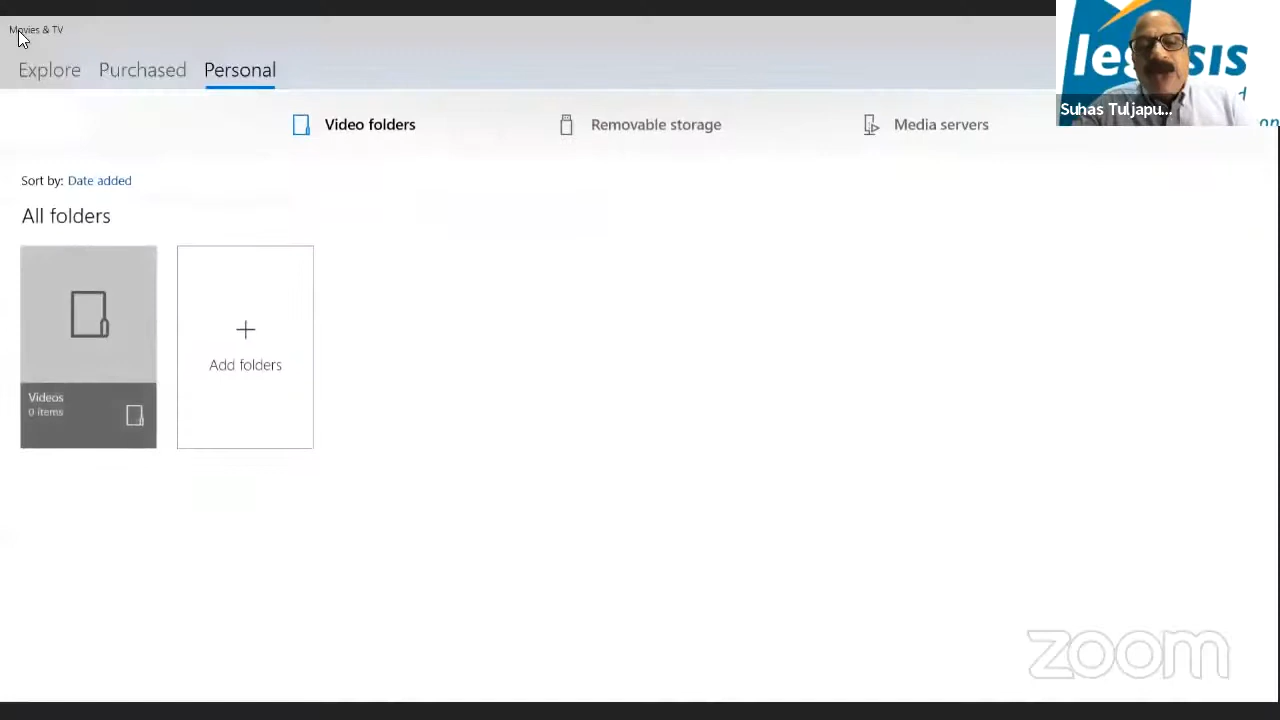 Movies & TV
Explore Purchased Personal
Video folders Removable storage Media servers
Sort by: Date added
All folders
Videos
0 items
Add folders
Suhas Tuljapu...
zoom